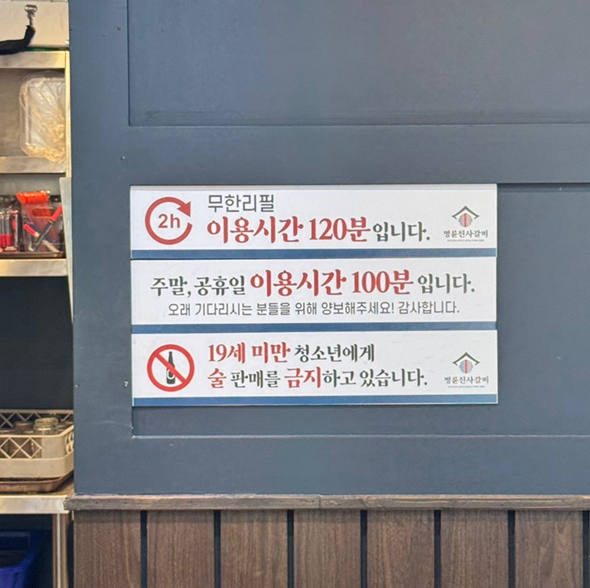 2h
무한리필
이용시간 120분입니다.
명륜진사갈비
주말, 공휴일 이용시간 100분 입니다.
오래 기다리시는 분들을 위해 양보해주세요! 감사합니다.
19세 미만 청소년에게
술 판매를 금지하고 있습니다.
명륜진사갈비